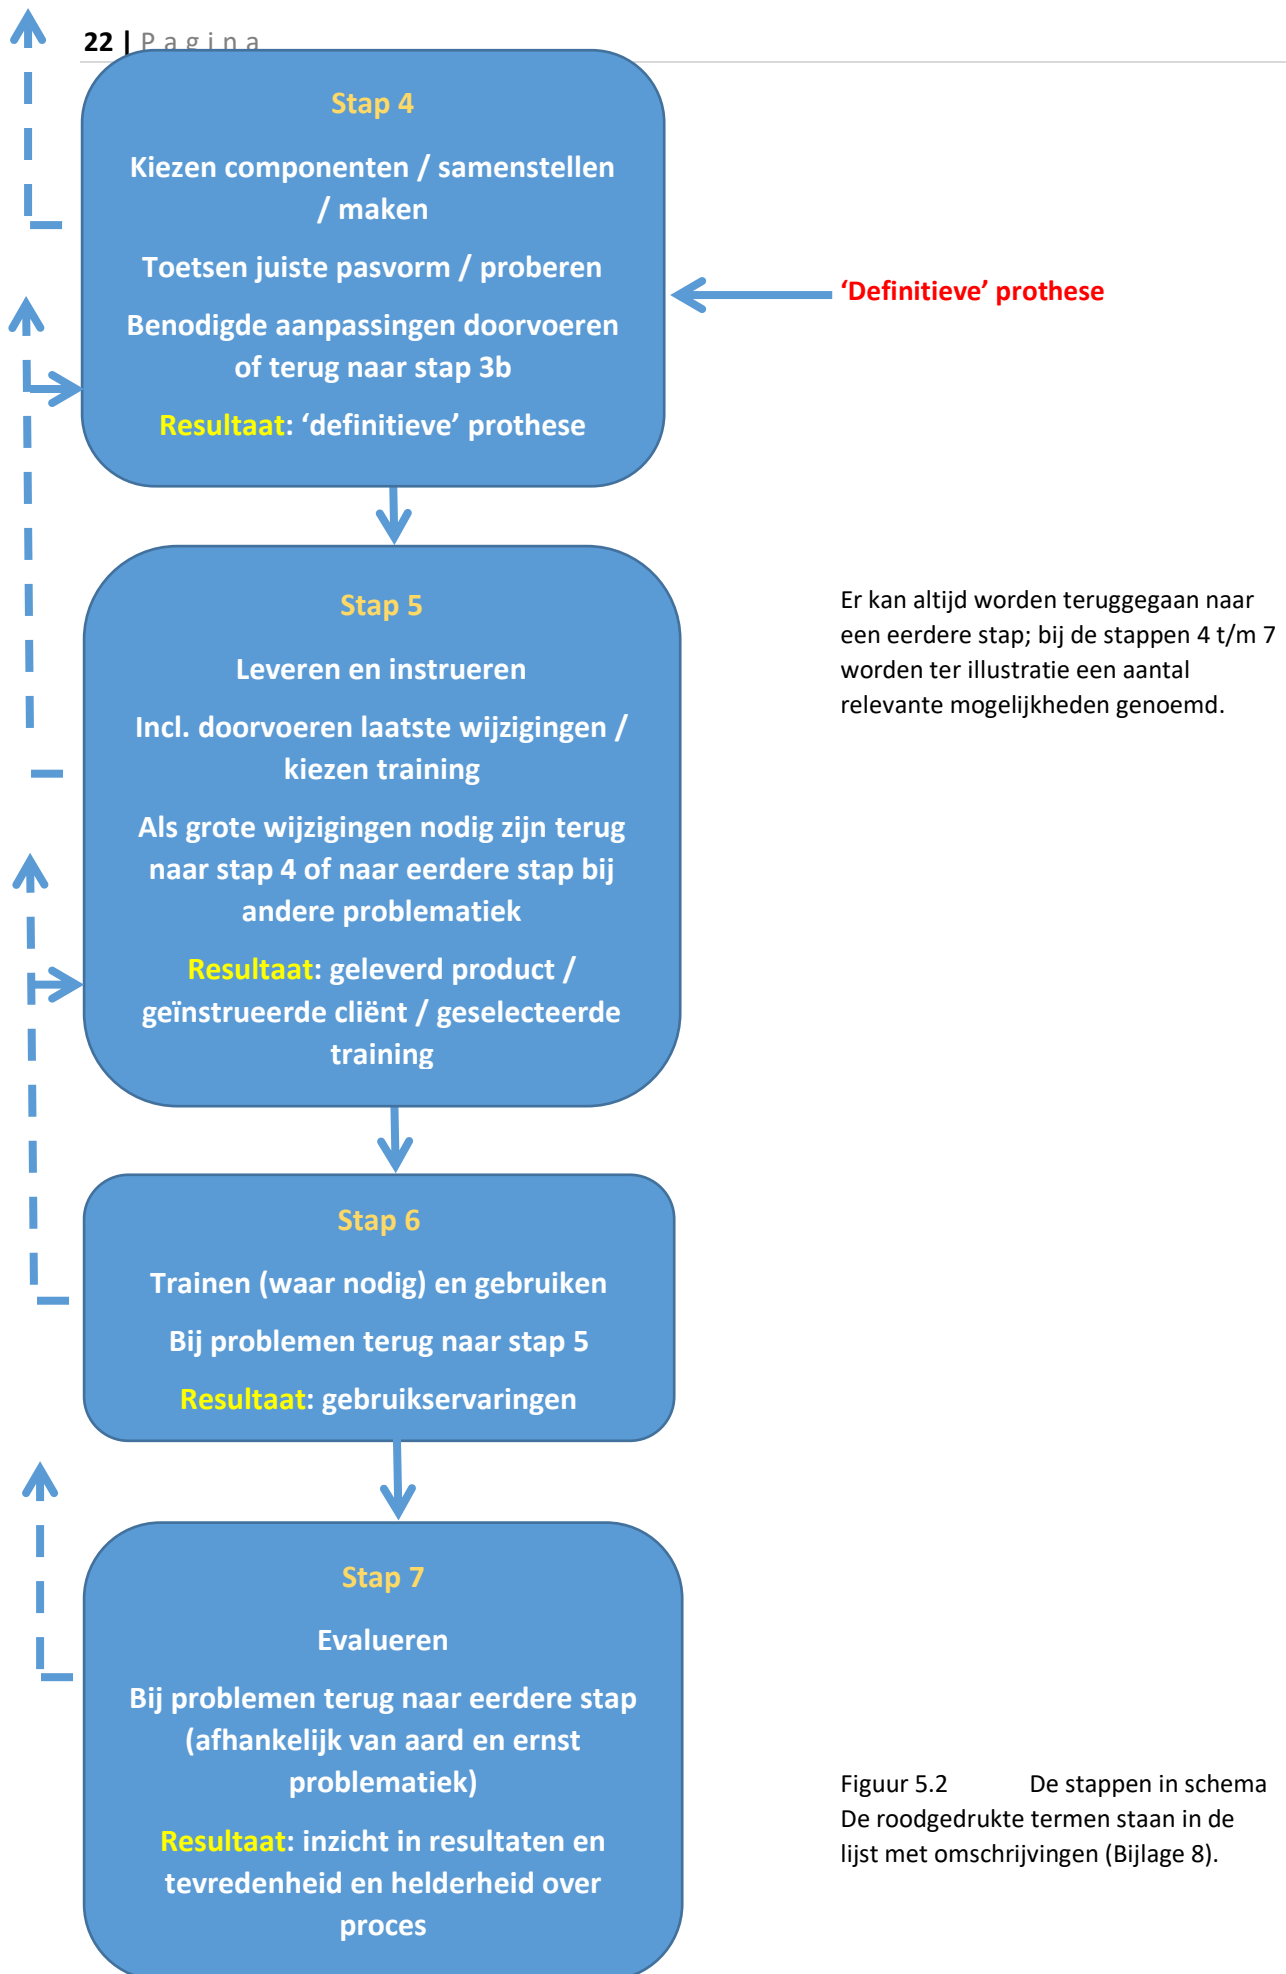 22 | Pagina
Stap 4
Kiezen componenten / samenstellen
/ maken
Toetsen juiste pasvorm / proberen
Benodigde aanpassingen doorvoeren
of terug naar stap 3b
Resultaat: ‘definitieve’ prothese
‘Definitieve’ prothese
Stap 5
Leveren en instrueren
Incl. doorvoeren laatste wijzigingen /
kiezen training
Als grote wijzigingen nodig zijn terug
naar stap 4 of naar eerdere stap bij
andere problematiek
Resultaat: geleverd product /
geïnstrueerde cliënt / geselecteerde
training
Er kan altijd worden teruggegaan naar
een eerdere stap; bij de stappen 4 t/m 7
worden ter illustratie een aantal
relevante mogelijkheden genoemd.
Stap 6
Trainen (waar nodig) en gebruiken
Bij problemen terug naar stap 5
Resultaat: gebruikservaringen
Stap 7
Evalueren
Bij problemen terug naar eerdere stap
(afhankelijk van aard en ernst
problematiek)
Resultaat: inzicht in resultaten en
tevredenheid en helderheid over
proces
Figuur 5.2 De stappen in schema
De roodgedrukte termen staan in de
lijst met omschrijvingen (Bijlage 8).